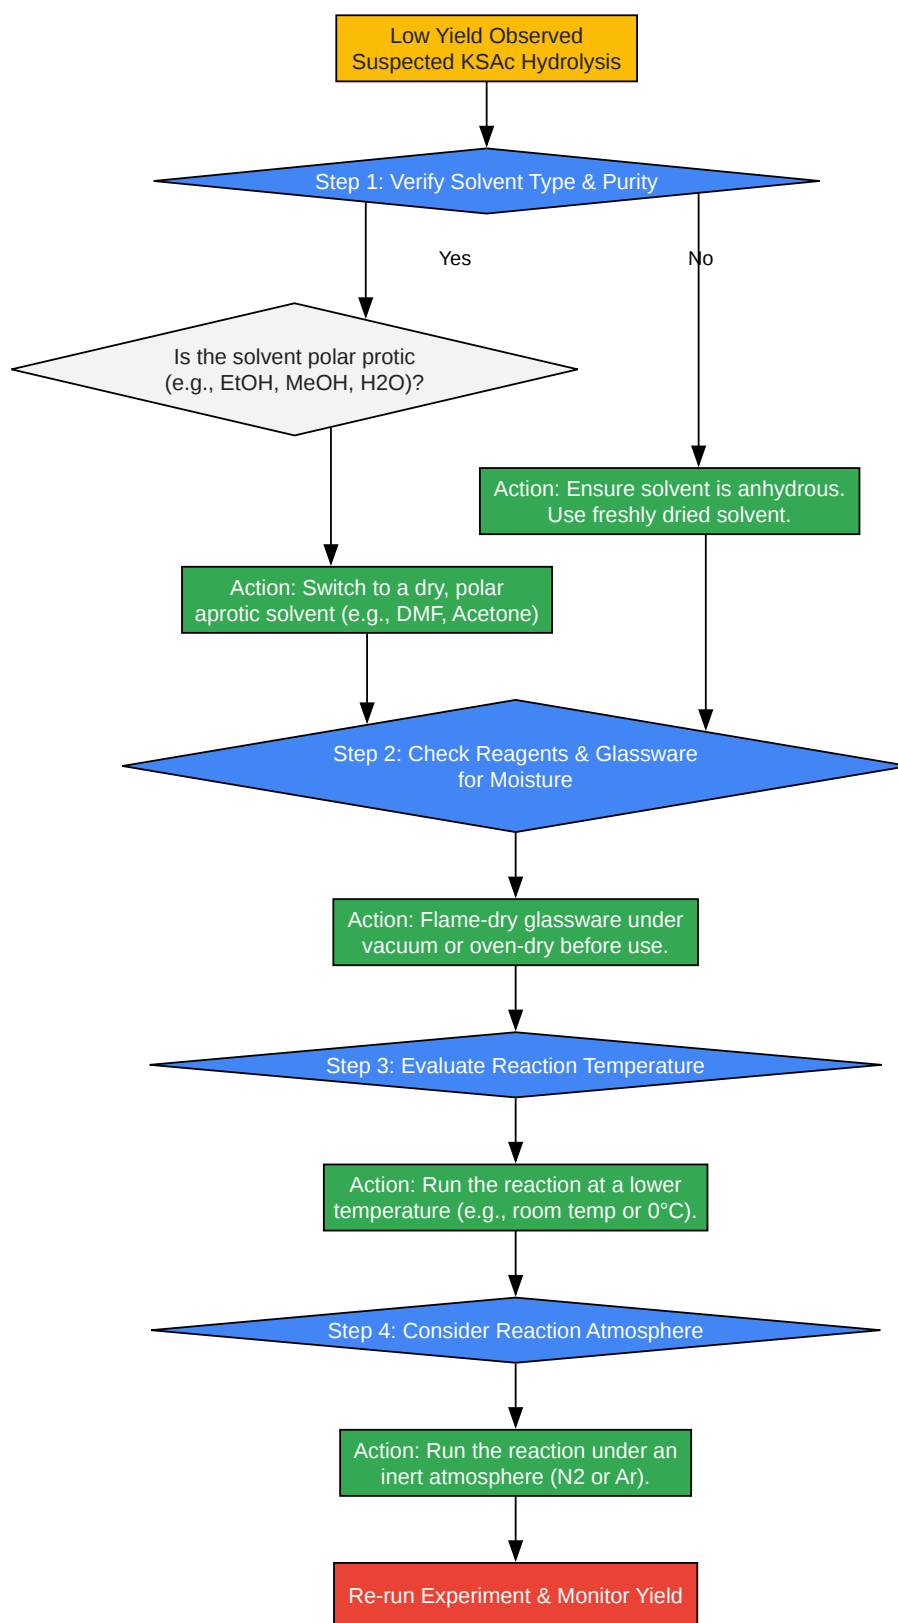 Low Yield Observed
Suspected KSAc Hydrolysis
Step 1: Verify Solvent Type & Purity
Yes
No
Is the solvent polar protic
(e.g., EtOH, MeOH, H2O)?
Action: Ensure solvent is anhydrous.
Use freshly dried solvent.
Action: Switch to a dry, polar
aprotic solvent (e.g., DMF, Acetone)
Step 2: Check Reagents & Glassware
for Moisture
Action: Flame-dry glassware under
vacuum or oven-dry before use.
Step 3: Evaluate Reaction Temperature
Action: Run the reaction at a lower
temperature (e.g., room temp or 0°C).
Step 4: Consider Reaction Atmosphere
Action: Run the reaction under an
inert atmosphere (N2 or Ar).
Re-run Experiment & Monitor Yield